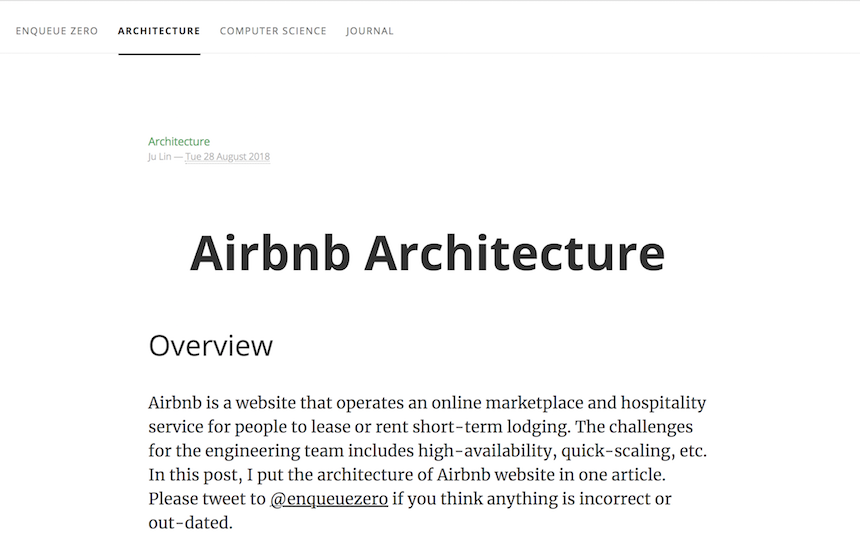 ENQUEUE ZERO ARCHITECTURE COMPUTER SCIENCE JOURNAL
Architecture
Ju Lin — Tue 28 August 2018
Airbnb Architecture
Overview
Airbnb is a website that operates an online marketplace and hospitality
service for people to lease or rent short-term lodging. The challenges
for the engineering team includes high-availability, quick-scaling, etc.
In this post, I put the architecture of Airbnb website in one article.
Please tweet to @enqueuezero if you think anything is incorrect or
out-dated.